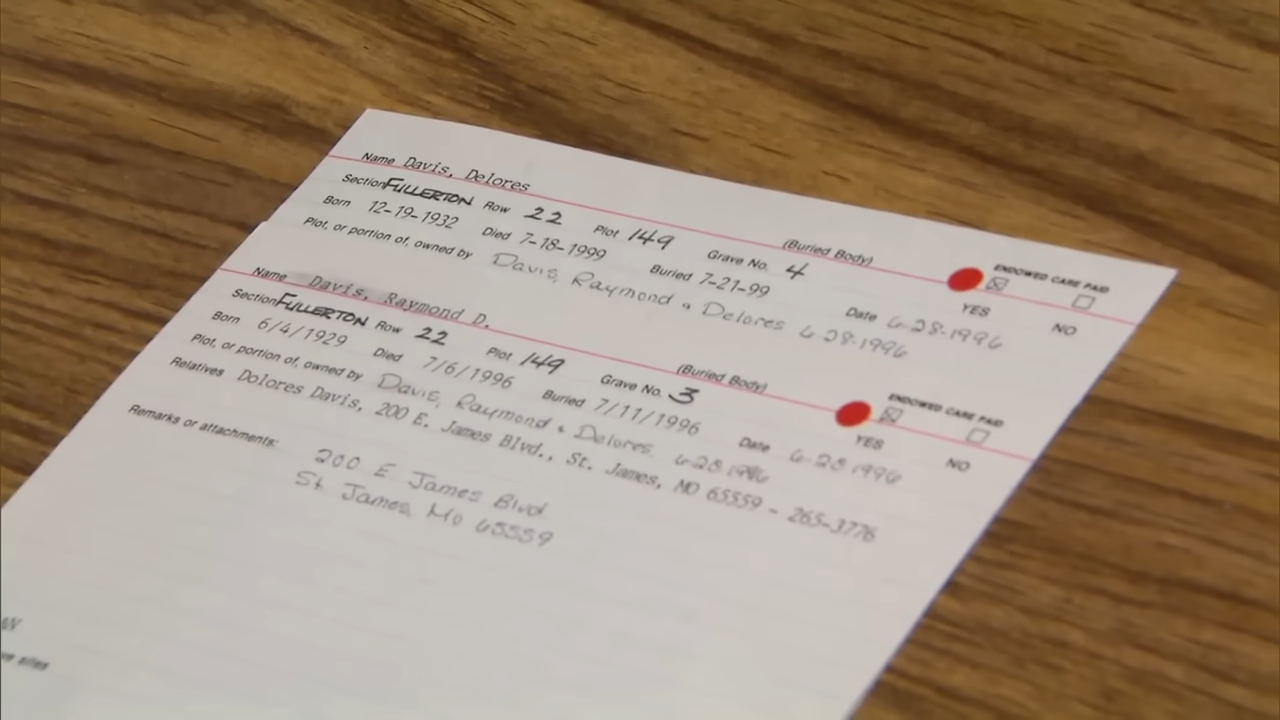 Name Davis, Delores
Section FULLERTON Row 22 Plot 149 Grave No. 4 (Buried Body) ENDOWED CARE PAID
Born 12-19-1932 Died 7-18-1999 Buried 7-21-99 Date 6-28-1996 YES NO
Plot, or portion of, owned by Davis, Raymond & Delores 6-28-1996
Name Davis, Raymond D.
Section FULLERTON Row 22 Plot 149 Grave No. 3 (Buried Body) ENDOWED CARE PAID
Born 6/4/1929 Died 7/6/1996 Buried 7/11/1996 Date 6-28-1996 YES NO
Plot, or portion of, owned by Davis, Raymond & Delores 6-28-1996
Relatives Dolores Davis, 200 E. James Blvd., St. James, MO 65559 - 265-3776
Remarks or attachments:
200 E James Blvd
St. James, Mo 65559